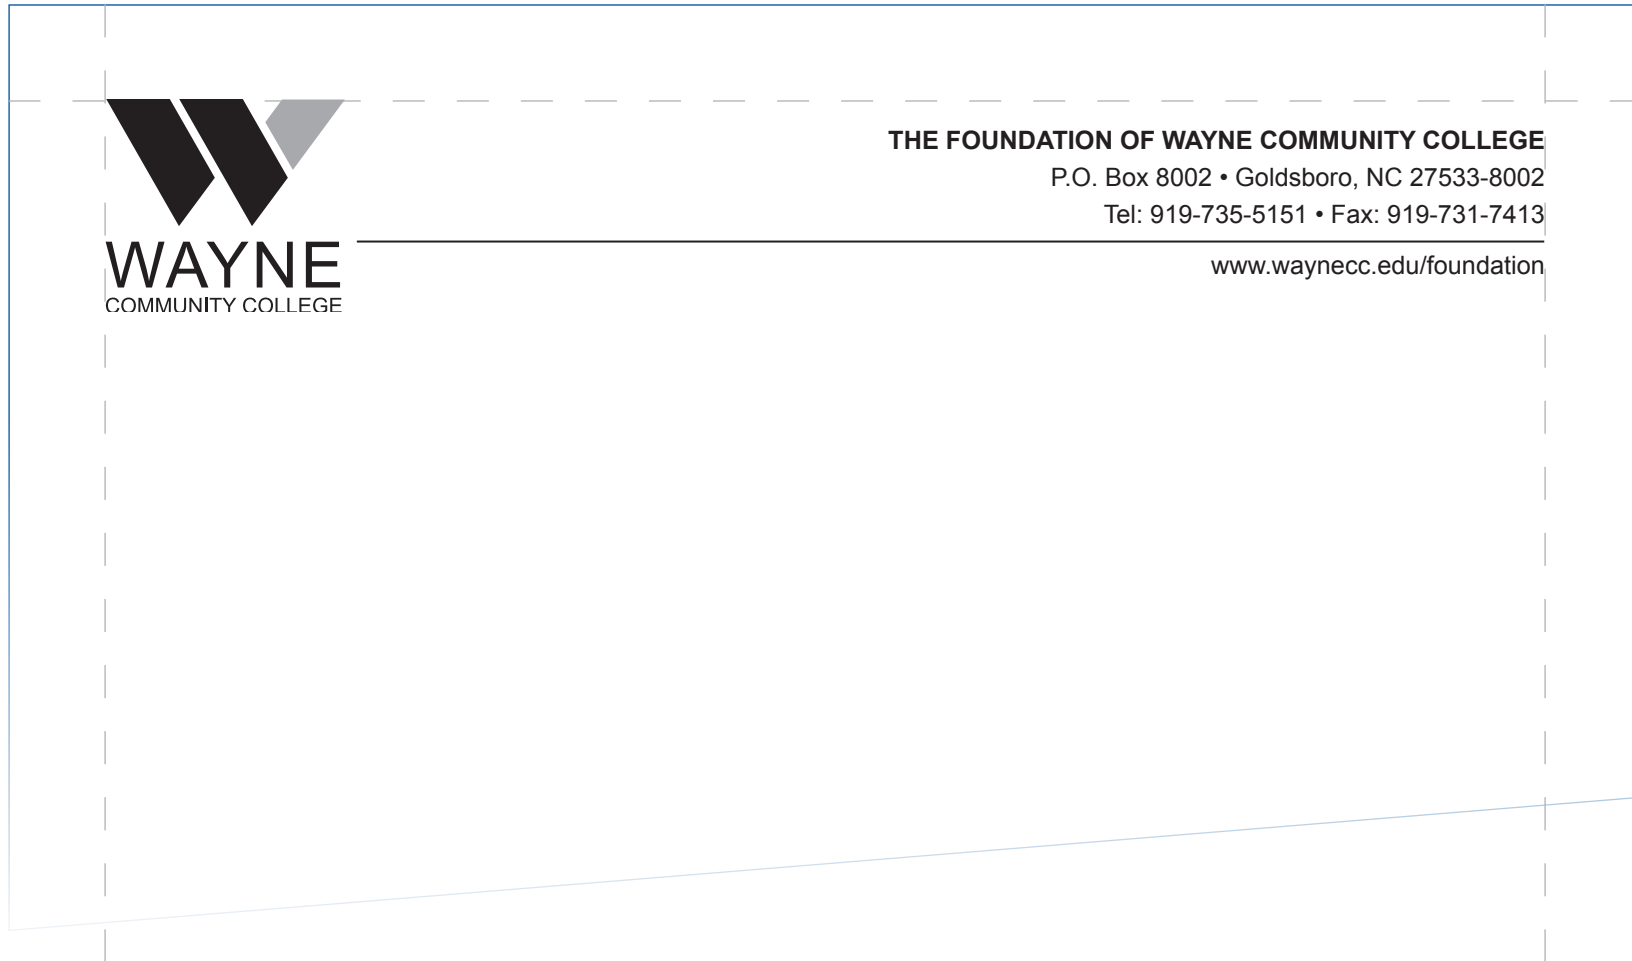 THE FOUNDATION OF WAYNE COMMUNITY COLLEGE
P.O. Box 8002 • Goldsboro, NC 27533-8002
Tel: 919-735-5151 • Fax: 919-731-7413
www.waynecc.edu/foundation
WAYNE
COMMUNITY COLLEGE